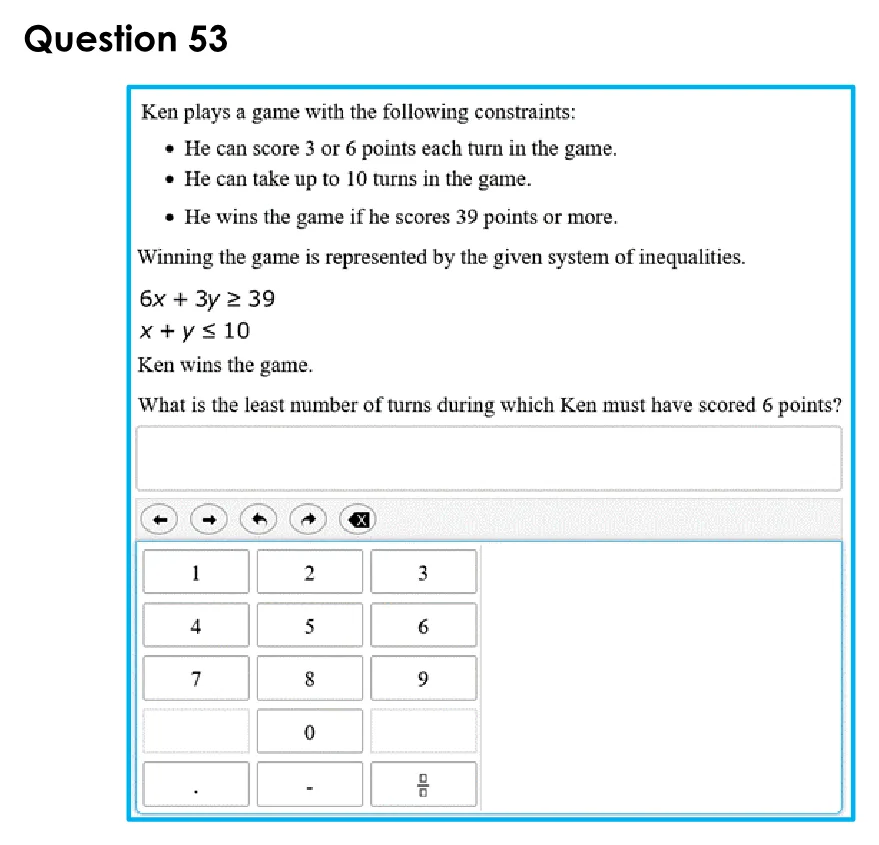 Question 53
Ken plays a game with the following constraints:
• He can score 3 or 6 points each turn in the game.
• He can take up to 10 turns in the game.
• He wins the game if he scores 39 points or more.
Winning the game is represented by the given system of inequalities.
6x + 3y ≥ 39
x + y ≤ 10
Ken wins the game.
What is the least number of turns during which Ken must have scored 6 points?
1 2 3
4 5 6
7 8 9
0
. -